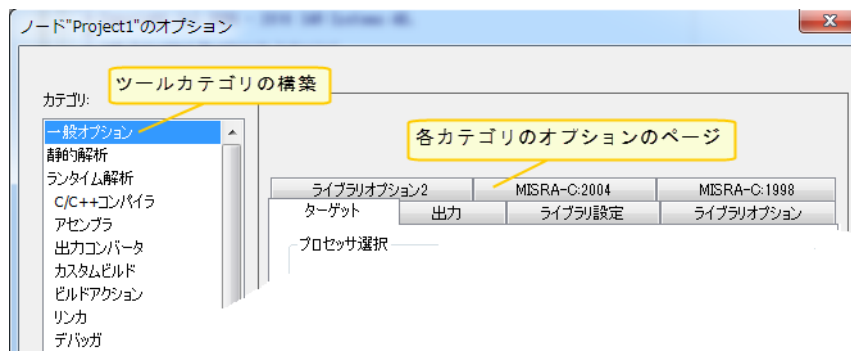 ノード"Project1"のオプション
ツールカテゴリの構築
カテゴリ:
一般オプション
静的解析
ランタイム解析
C/C++コンパイラ
アセンブラ
出力コンバータ
カスタムビルド
ビルドアクション
リンカ
デバッガ
各カテゴリのオプションのページ
ライブラリオプション2 MISRA-C:2004 MISRA-C:1998
ターゲット 出力 ライブラリ設定 ライブラリオプション
プロセッサ選択